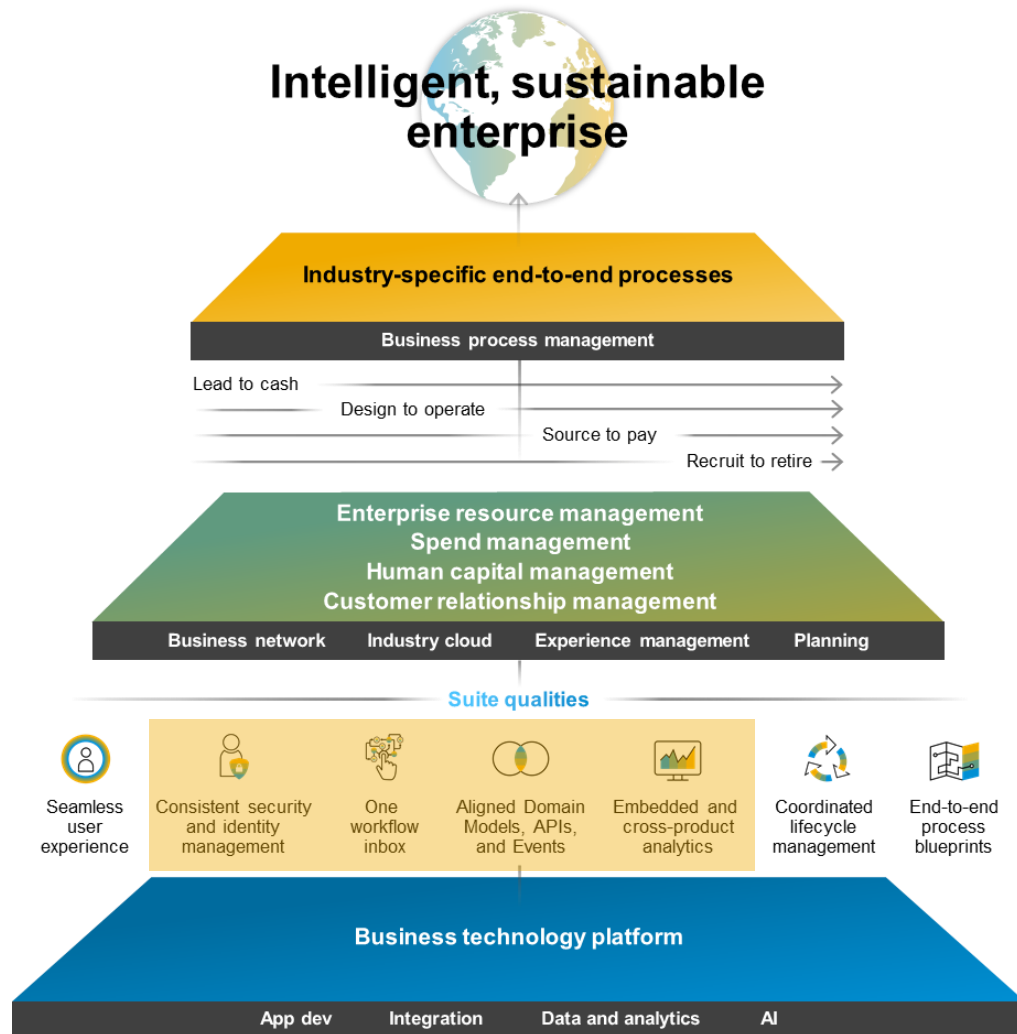 Intelligent, sustainable
enterprise
Industry-specific end-to-end processes
Business process management
Lead to cash
Design to operate
Source to pay
Recruit to retire
Enterprise resource management
Spend management
Human capital management
Customer relationship management
Business network Industry cloud Experience management Planning
Suite qualities
Seamless
user
experience
Consistent security
and identity
management
One
workflow
inbox
Aligned Domain
Models, APIs,
and Events
Embedded and
cross-product
analytics
Coordinated
lifecycle
management
End-to-end
process
blueprints
Business technology platform
App dev Integration Data and analytics AI